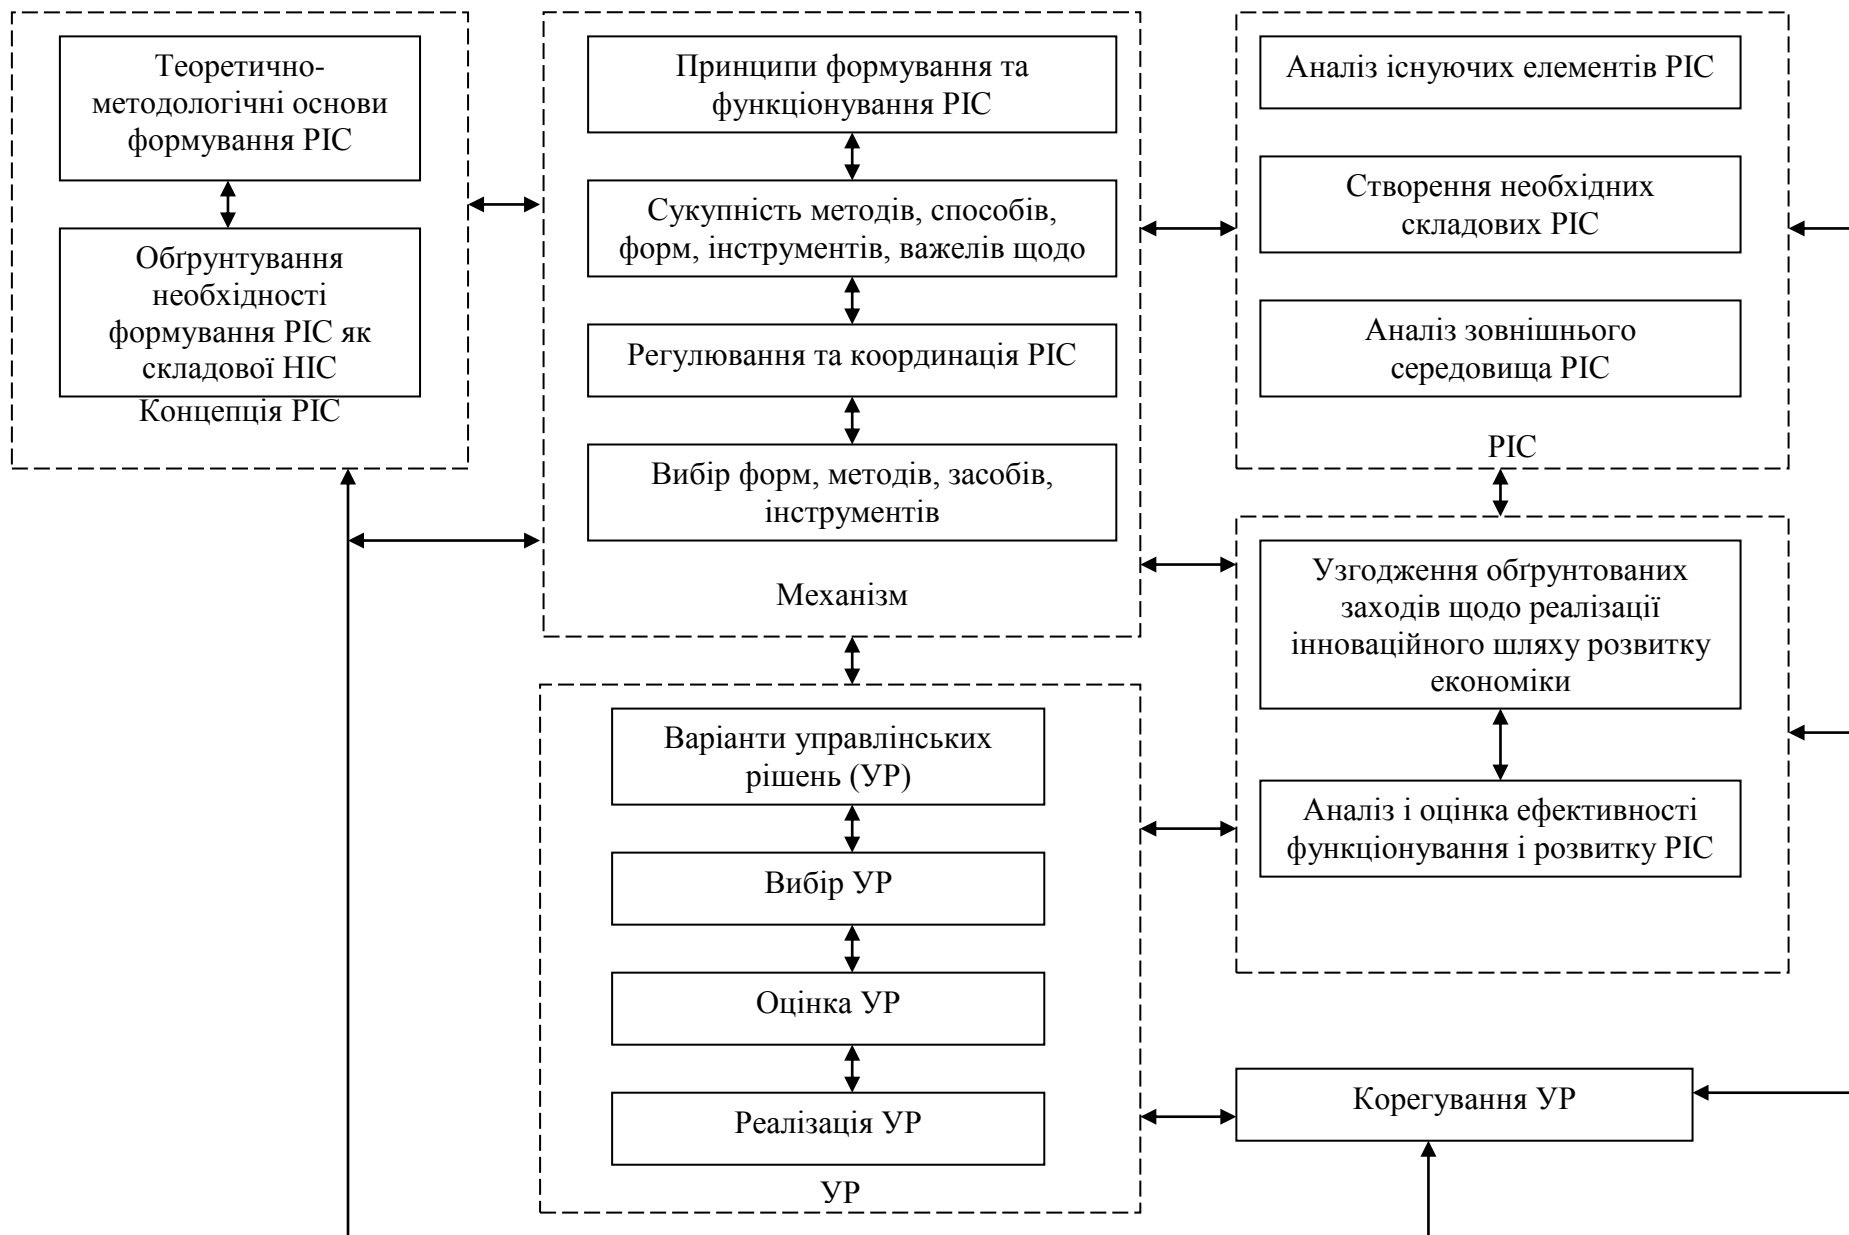 Теоретично-
методологічні основи
формування РІС
Обґрунтування
необхідності
формування РІС як
складової НІС
Концепція РІС
Принципи формування та
функціонування РІС
Сукупність методів, способів,
форм, інструментів, важелів щодо
Регулювання та координація РІС
Вибір форм, методів, засобів,
інструментів
Механізм
Аналіз існуючих елементів РІС
Створення необхідних
складових РІС
Аналіз зовнішнього
середовища РІС
РІС
Узгодження обґрунтованих
заходів щодо реалізації
інноваційного шляху розвитку
економіки
Аналіз і оцінка ефективності
функціонування і розвитку РІС
Варіанти управлінських
рішень (УР)
Вибір УР
Оцінка УР
Реалізація УР
УР
Корегування УР